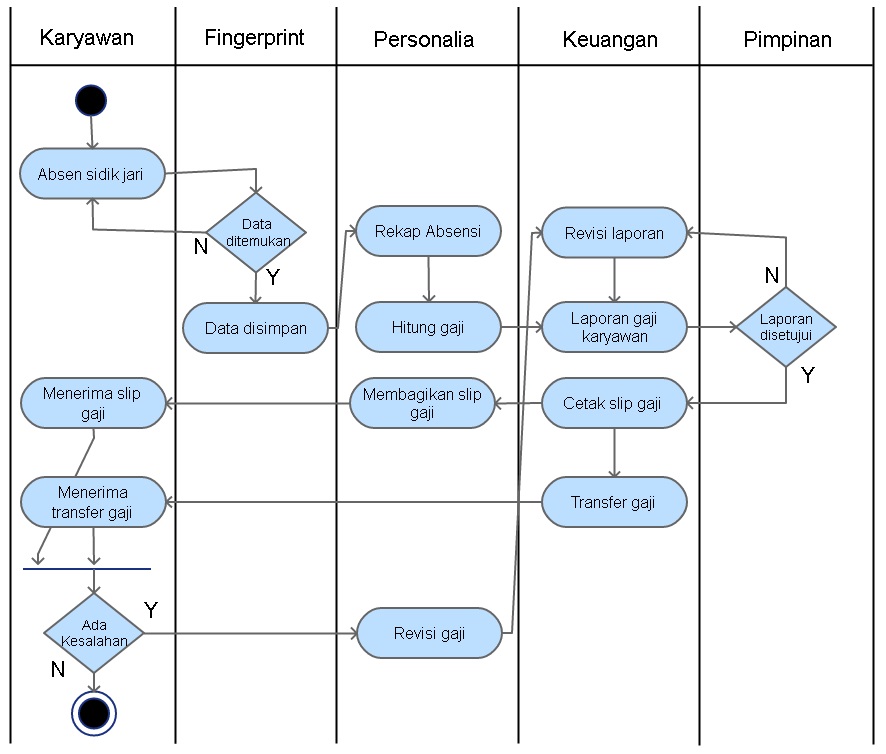 Karyawan
Fingerprint
Personalia
Keuangan
Pimpinan
Absen sidik jari
Data
ditemukan
N
Y
Data disimpan
Rekap Absensi
Hitung gaji
Revisi laporan
Laporan gaji
karyawan
N
Laporan
disetujui
Y
Menerima slip
gaji
Membagikan slip
gaji
Cetak slip gaji
Menerima
transfer gaji
Transfer gaji
Ada
Kesalahan
Y
N
Revisi gaji